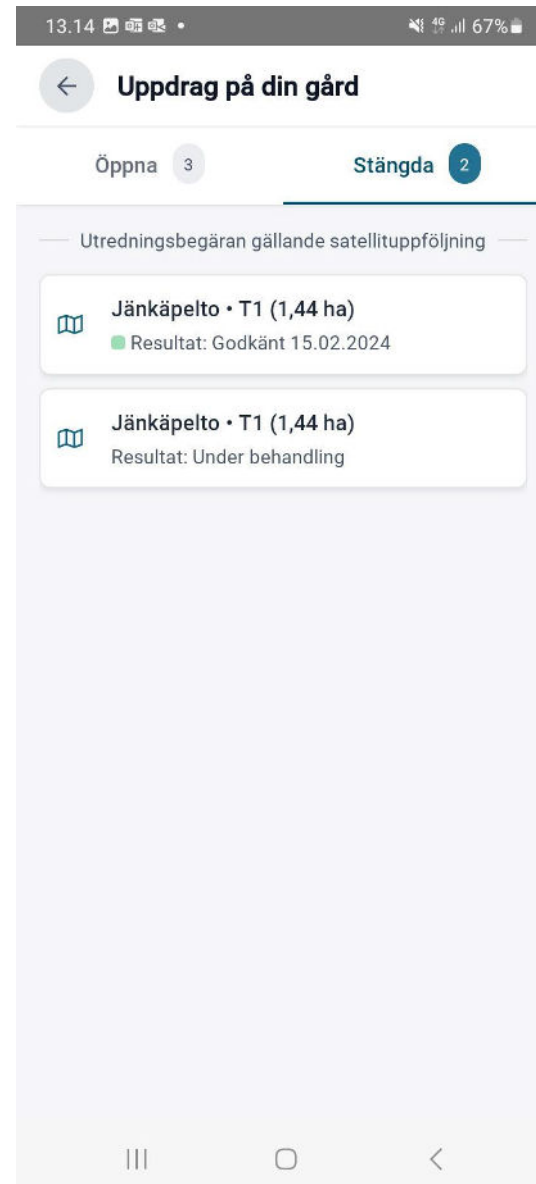 13.14 4G 67%
Uppdrag på din gård
Öppna 3 Stängda 2
Utredningsbegäran gällande satellituppföljning
Jänkäpelto • T1 (1,44 ha)
Resultat: Godkänt 15.02.2024
Jänkäpelto • T1 (1,44 ha)
Resultat: Under behandling